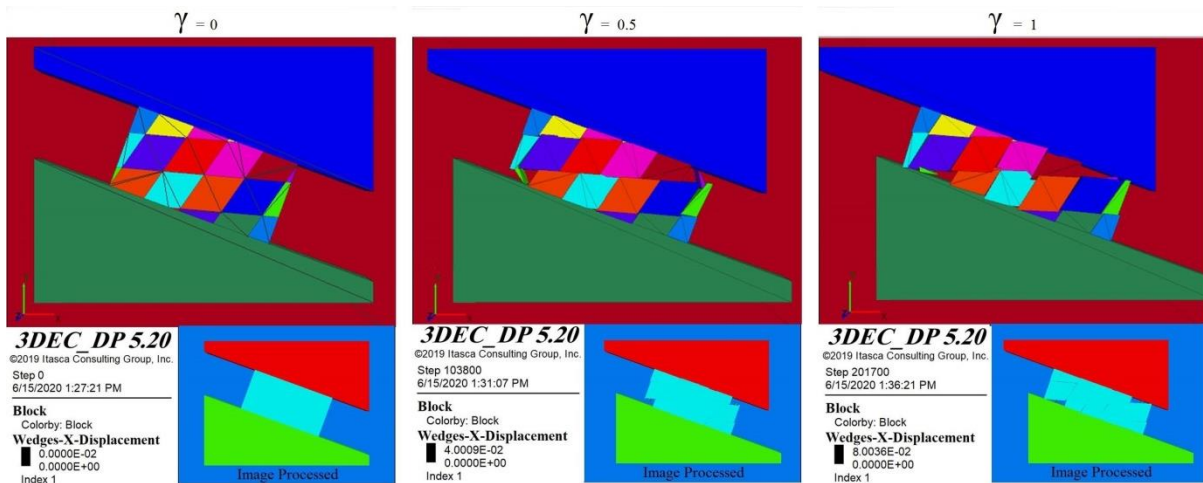 γ = 0
3DEC_DP 5.20
©2019 Itasca Consulting Group, Inc.
Step 0
6/15/2020 1:27:21 PM
Block
Colorby: Block
Wedges-X-Displacement
0.0000E-02
0.0000E+00
Index 1
Image Processed
γ = 0.5
3DEC_DP 5.20
©2019 Itasca Consulting Group, Inc.
Step 103800
6/15/2020 1:31:07 PM
Block
Colorby: Block
Wedges-X-Displacement
4.0009E-02
0.0000E+00
Index 1
Image Processed
γ = 1
3DEC_DP 5.20
©2019 Itasca Consulting Group, Inc.
Step 201700
6/15/2020 1:36:21 PM
Block
Colorby: Block
Wedges-X-Displacement
8.0036E-02
0.0000E+00
Index 1
Image Processed